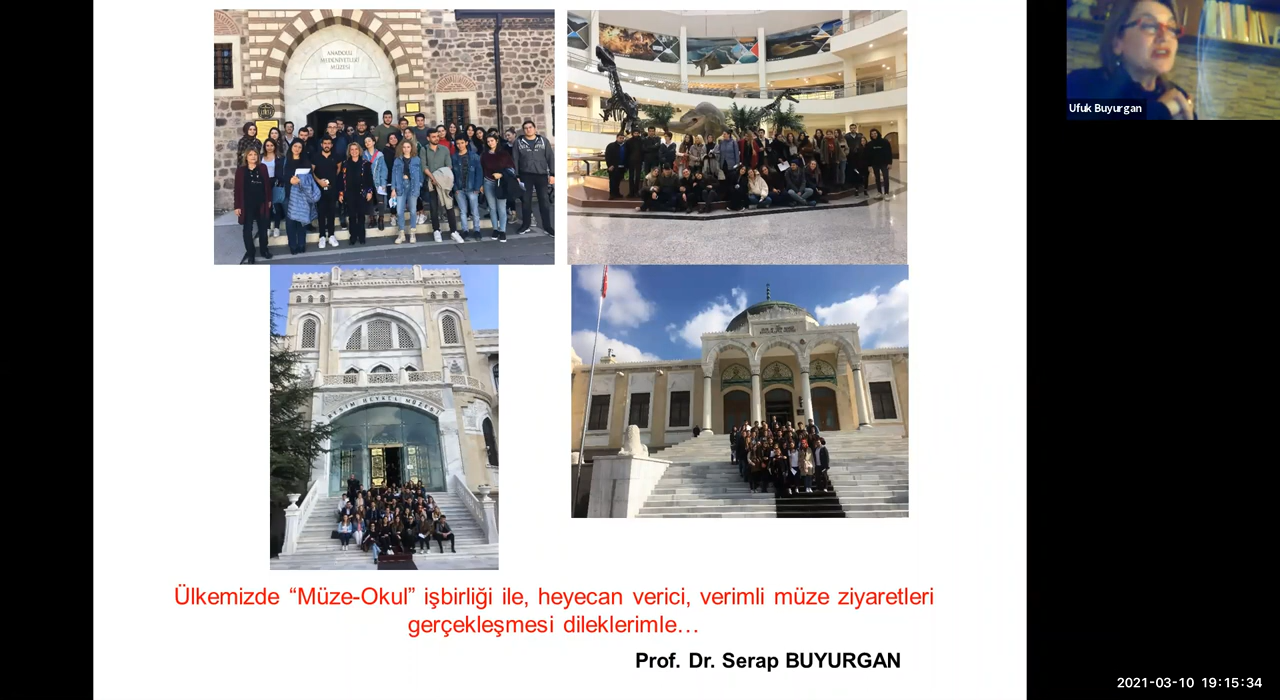 ANADOLU
MEDENİYETLERİ
MÜZESİ
Ufuk Buyurgan
RESİM HEYKEL MÜZESİ
Ülkemizde “Müze-Okul” işbirliği ile, heyecan verici, verimli müze ziyaretleri
gerçekleşmesi dileklerimle…
Prof. Dr. Serap BUYURGAN
2021-03-10 19:15:34